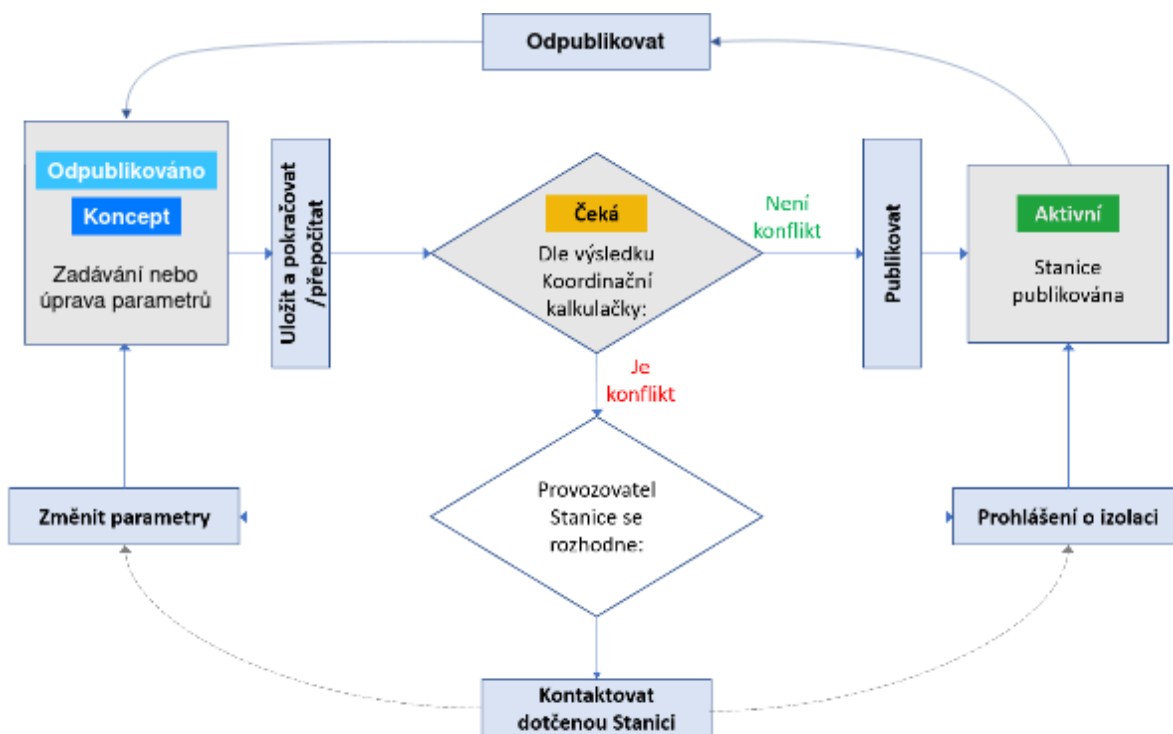 Odpublikovat
Odpublikováno
Koncept
Zadávání nebo
úprava parametrů
Uložit a pokračovat
/přepočítat
Čeká
Dle výsledku
Koordinační
kalkulačky:
Není
konflikt
Publikovat
Aktivní
Stanice
publikována
Je
konflikt
Změnit parametry
Provozovatel
Stanice se
rozhodne:
Prohlášení o izolaci
Kontaktovat
dotčenou Stanici